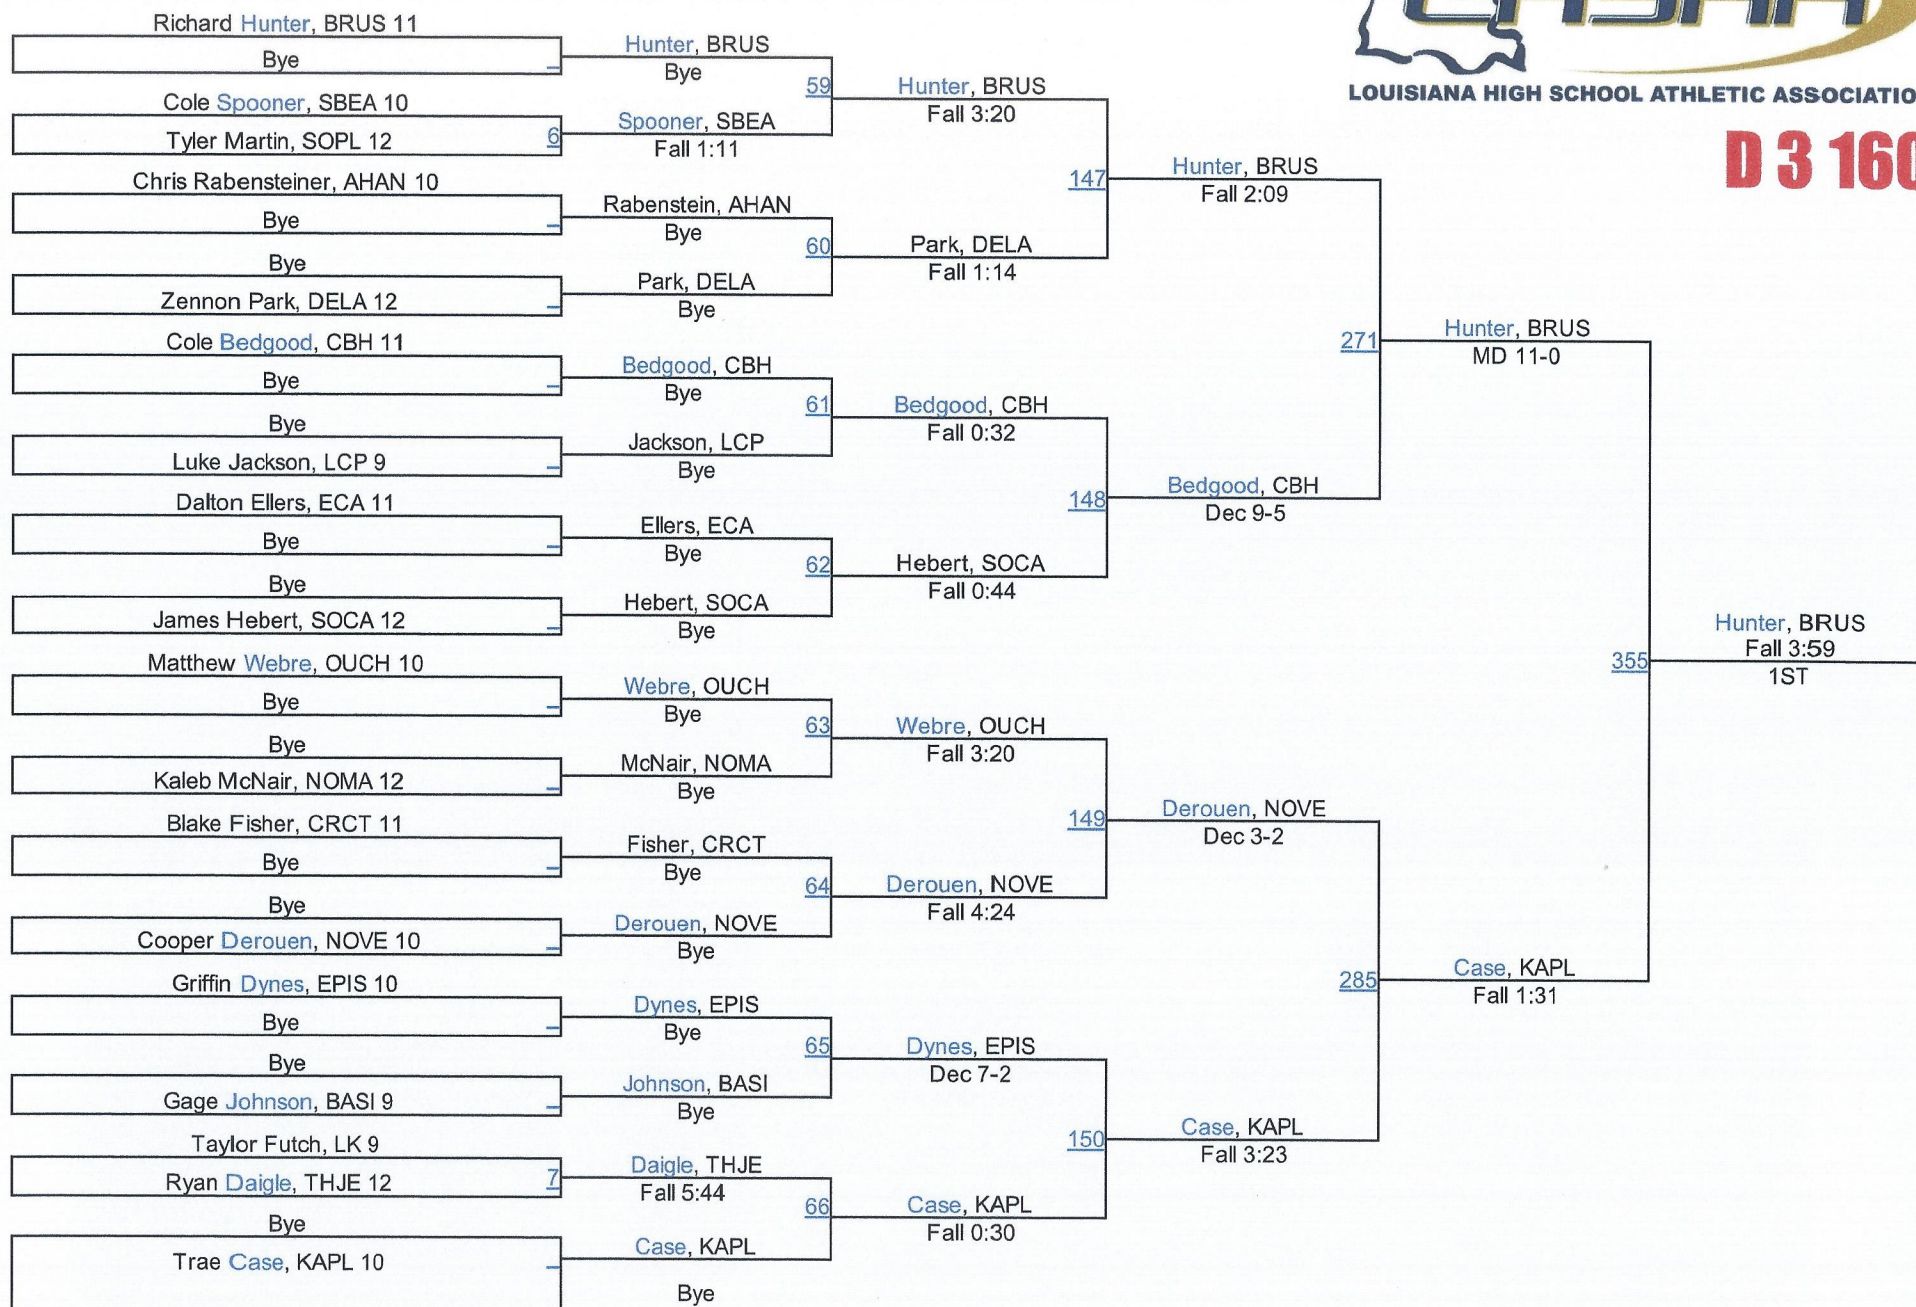 LOUISIANA HIGH SCHOOL ATHLETIC ASSOCIATIO
D 3 160
Richard Hunter, BRUS 11
Bye
Cole Spooner, SBEA 10
Tyler Martin, SOPL 12
6
Chris Rabensteiner, AHAN 10
Bye
Bye
Zennon Park, DELA 12
Cole Bedgood, CBH 11
Bye
Bye
Luke Jackson, LCP 9
Dalton Ellers, ECA 11
Bye
Bye
James Hebert, SOCA 12
Matthew Webre, OUCH 10
Bye
Bye
Kaleb McNair, NOMA 12
Blake Fisher, CRCT 11
Bye
Bye
Cooper Derouen, NOVE 10
Griffin Dynes, EPIS 10
Bye
Bye
Gage Johnson, BASI 9
Taylor Futch, LK 9
Ryan Daigle, THJE 12
7
Bye
Trae Case, KAPL 10
Hunter, BRUS
Bye
59
Spooner, SBEA
Fall 1:11
Rabenstein, AHAN
Bye
60
Park, DELA
Bye
Bedgood, CBH
Bye
61
Jackson, LCP
Bye
Ellers, ECA
Bye
62
Hebert, SOCA
Bye
Webre, OUCH
Bye
63
McNair, NOMA
Bye
Fisher, CRCT
Bye
64
Derouen, NOVE
Bye
Dynes, EPIS
Bye
65
Johnson, BASI
Bye
Daigle, THJE
Fall 5:44
66
Case, KAPL
Bye
Hunter, BRUS
Fall 3:20
147
Park, DELA
Fall 1:14
Bedgood, CBH
Fall 0:32
148
Hebert, SOCA
Fall 0:44
Webre, OUCH
Fall 3:20
149
Derouen, NOVE
Fall 4:24
Dynes, EPIS
Dec 7-2
150
Case, KAPL
Fall 0:30
Hunter, BRUS
Fall 2:09
271
Bedgood, CBH
Dec 9-5
Derouen, NOVE
Dec 3-2
285
Case, KAPL
Fall 3:23
Hunter, BRUS
MD 11-0
355
Case, KAPL
Fall 1:31
Hunter, BRUS
Fall 3:59
1ST